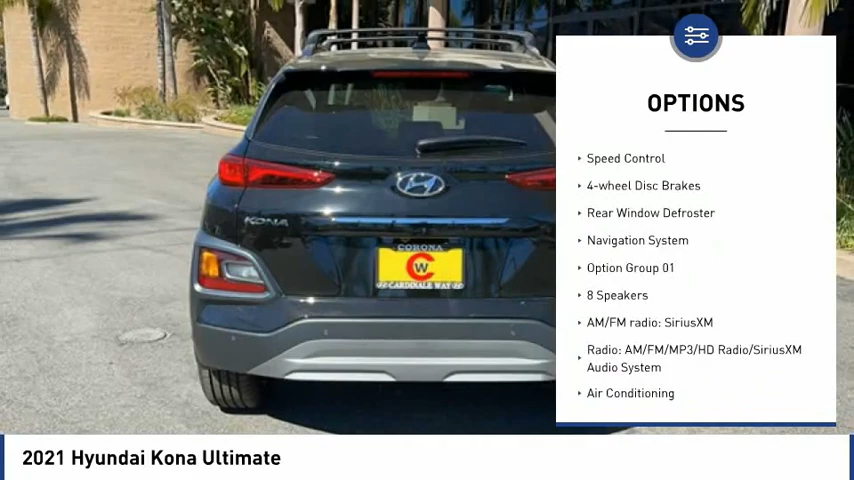 KONA
CORONA
C W
CARDINALE WAY
OPTIONS
Speed Control
4-wheel Disc Brakes
Rear Window Defroster
Navigation System
Option Group 01
8 Speakers
AM/FM radio: SiriusXM
Radio: AM/FM/MP3/HD Radio/SiriusXM
Audio System
Air Conditioning
2021 Hyundai Kona Ultimate